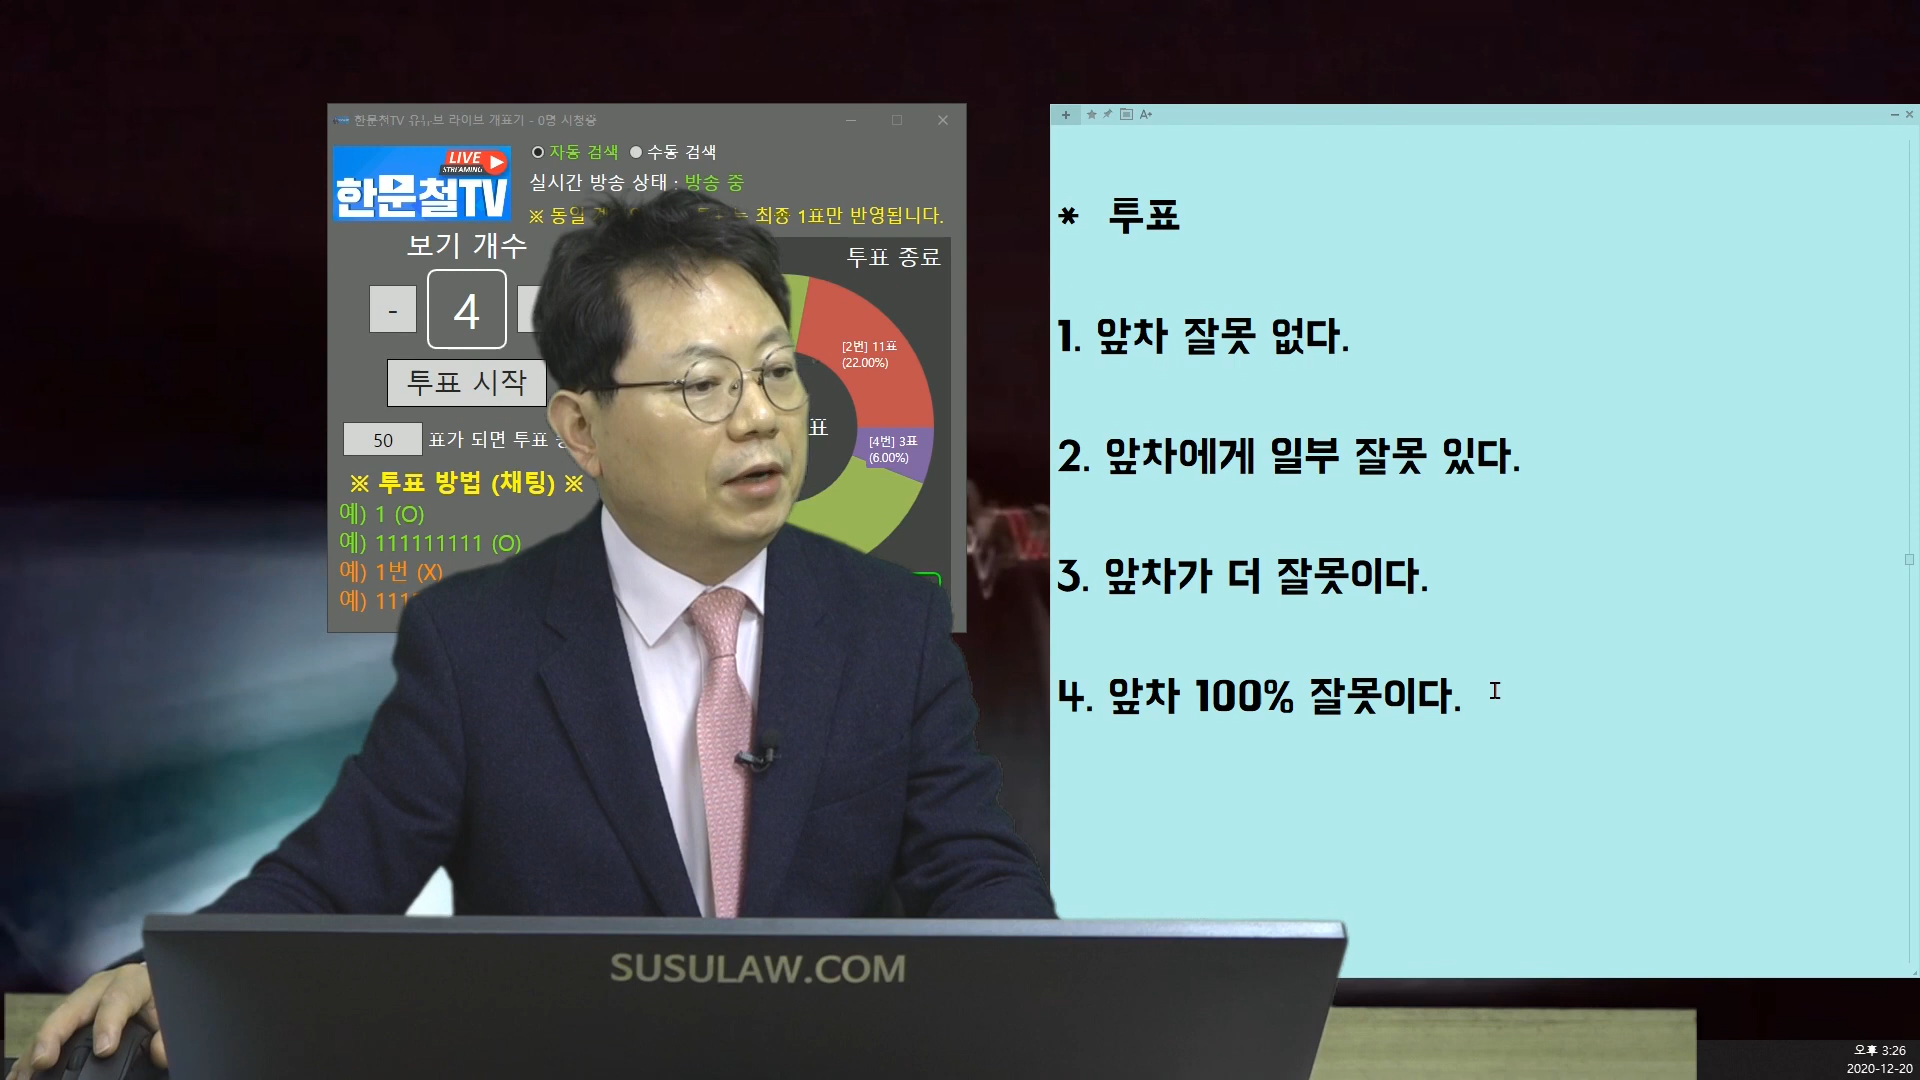 한문철TV 유튜브 라이브 개표기 - 0명 시청중
LIVE
STREAMING
한문철TV
자동 검색 수동 검색
실시간 방송 상태 : 방송 중
※ 동일 최종 1표만 반영됩니다.
보기 개수
- 4
투표 시작
50 표가 되면 투표
※ 투표 방법 (채팅) ※
예) 1 (O)
예) 111111111 (O)
예) 1번 (X)
예) 111
투표 종료
[2번] 11표
(22.00%)
표
[4번] 3표
(6.00%)
* 투표
1. 앞차 잘못 없다.
2. 앞차에게 일부 잘못 있다.
3. 앞차가 더 잘못이다.
4. 앞차 100% 잘못이다.
SUSULAW.COM
오후 3:26
2020-12-20